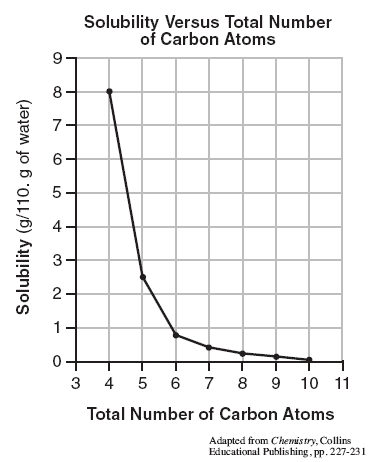 Solubility Versus Total Number
of Carbon Atoms
Solubility (g/110. g of water)
9
8
7
6
5
4
3
2
1
0
3 4 5 6 7 8 9 10 11
Total Number of Carbon Atoms
Adapted from Chemistry, Collins
Educational Publishing, pp. 227-231